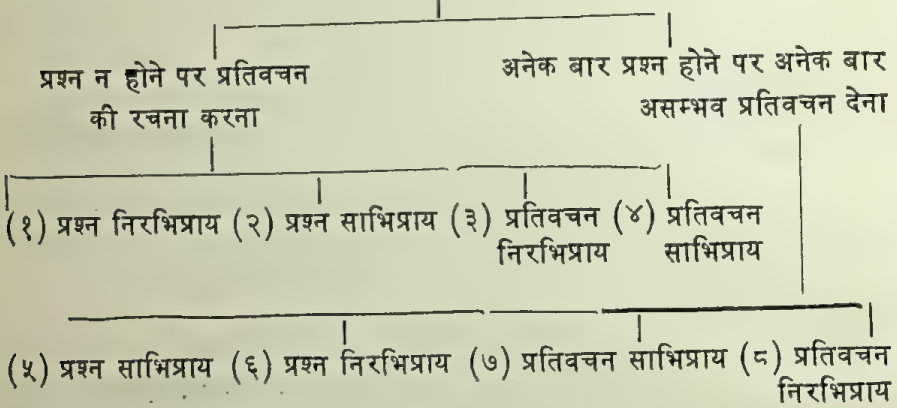 प्रश्न न होने पर प्रतिवचन
की रचना करना
अनेक बार प्रश्न होने पर अनेक बार
असम्भव प्रतिवचन देना
(१) प्रश्न निरभिप्राय (२) प्रश्न साभिप्राय (३) प्रतिवचन (४) प्रतिवचन
निरभिप्राय साभिप्राय
(५) प्रश्न साभिप्राय (६) प्रश्न निरभिप्राय (७) प्रतिवचन साभिप्राय (८) प्रतिवचन
निरभिप्राय